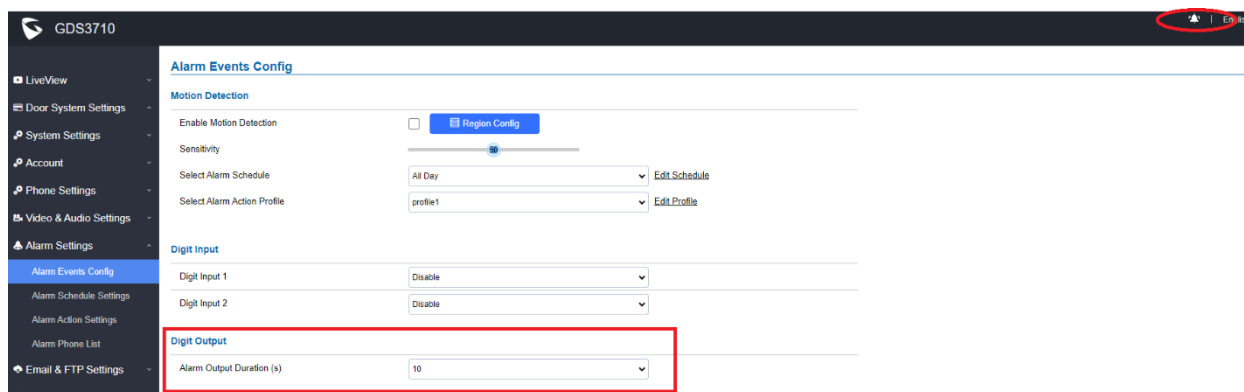 GDS3710
Alarm Events Config
LiveView
Door System Settings
System Settings
Account
Phone Settings
Video & Audio Settings
Alarm Settings
Alarm Events Config
Alarm Schedule Settings
Alarm Action Settings
Alarm Phone List
Email & FTP Settings
Motion Detection
Enable Motion Detection Region Config
Sensitivity 50
Select Alarm Schedule All Day Edit Schedule
Select Alarm Action Profile profile1 Edit Profile
Digit Input
Digit Input 1 Disable
Digit Input 2 Disable
Digit Output
Alarm Output Duration (s) 10